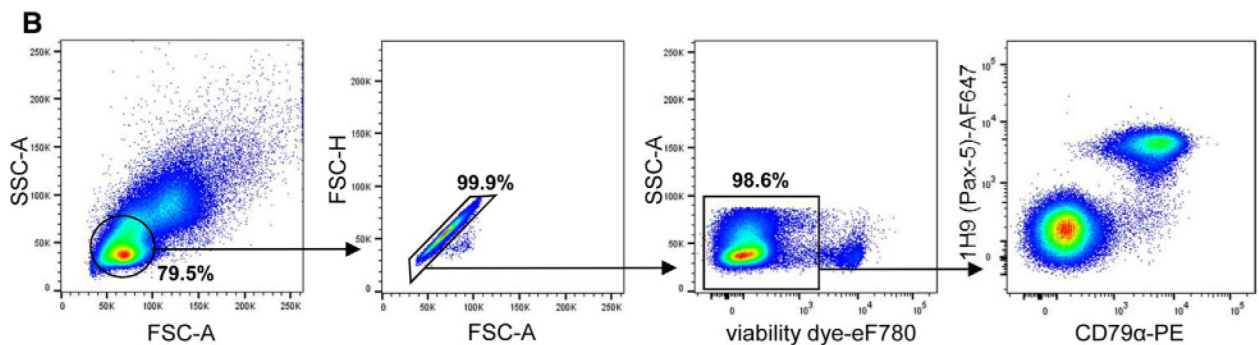 B
SSC-A
250K
200K
150K
100K
50K
0
0
50K
100K
150K
200K
250K
FSC-A
79.5%
FSC-H
250K
200K
150K
100K
50K
0
0
50K
100K
150K
200K
250K
FSC-A
99.9%
SSC-A
250K
200K
150K
100K
50K
0
0
10³
10⁴
10⁵
viability dye-eF780
98.6%
1H9 (Pax-5)-AF647
10⁵
10⁴
10³
0
0
10³
10⁴
10⁵
CD79α-PE